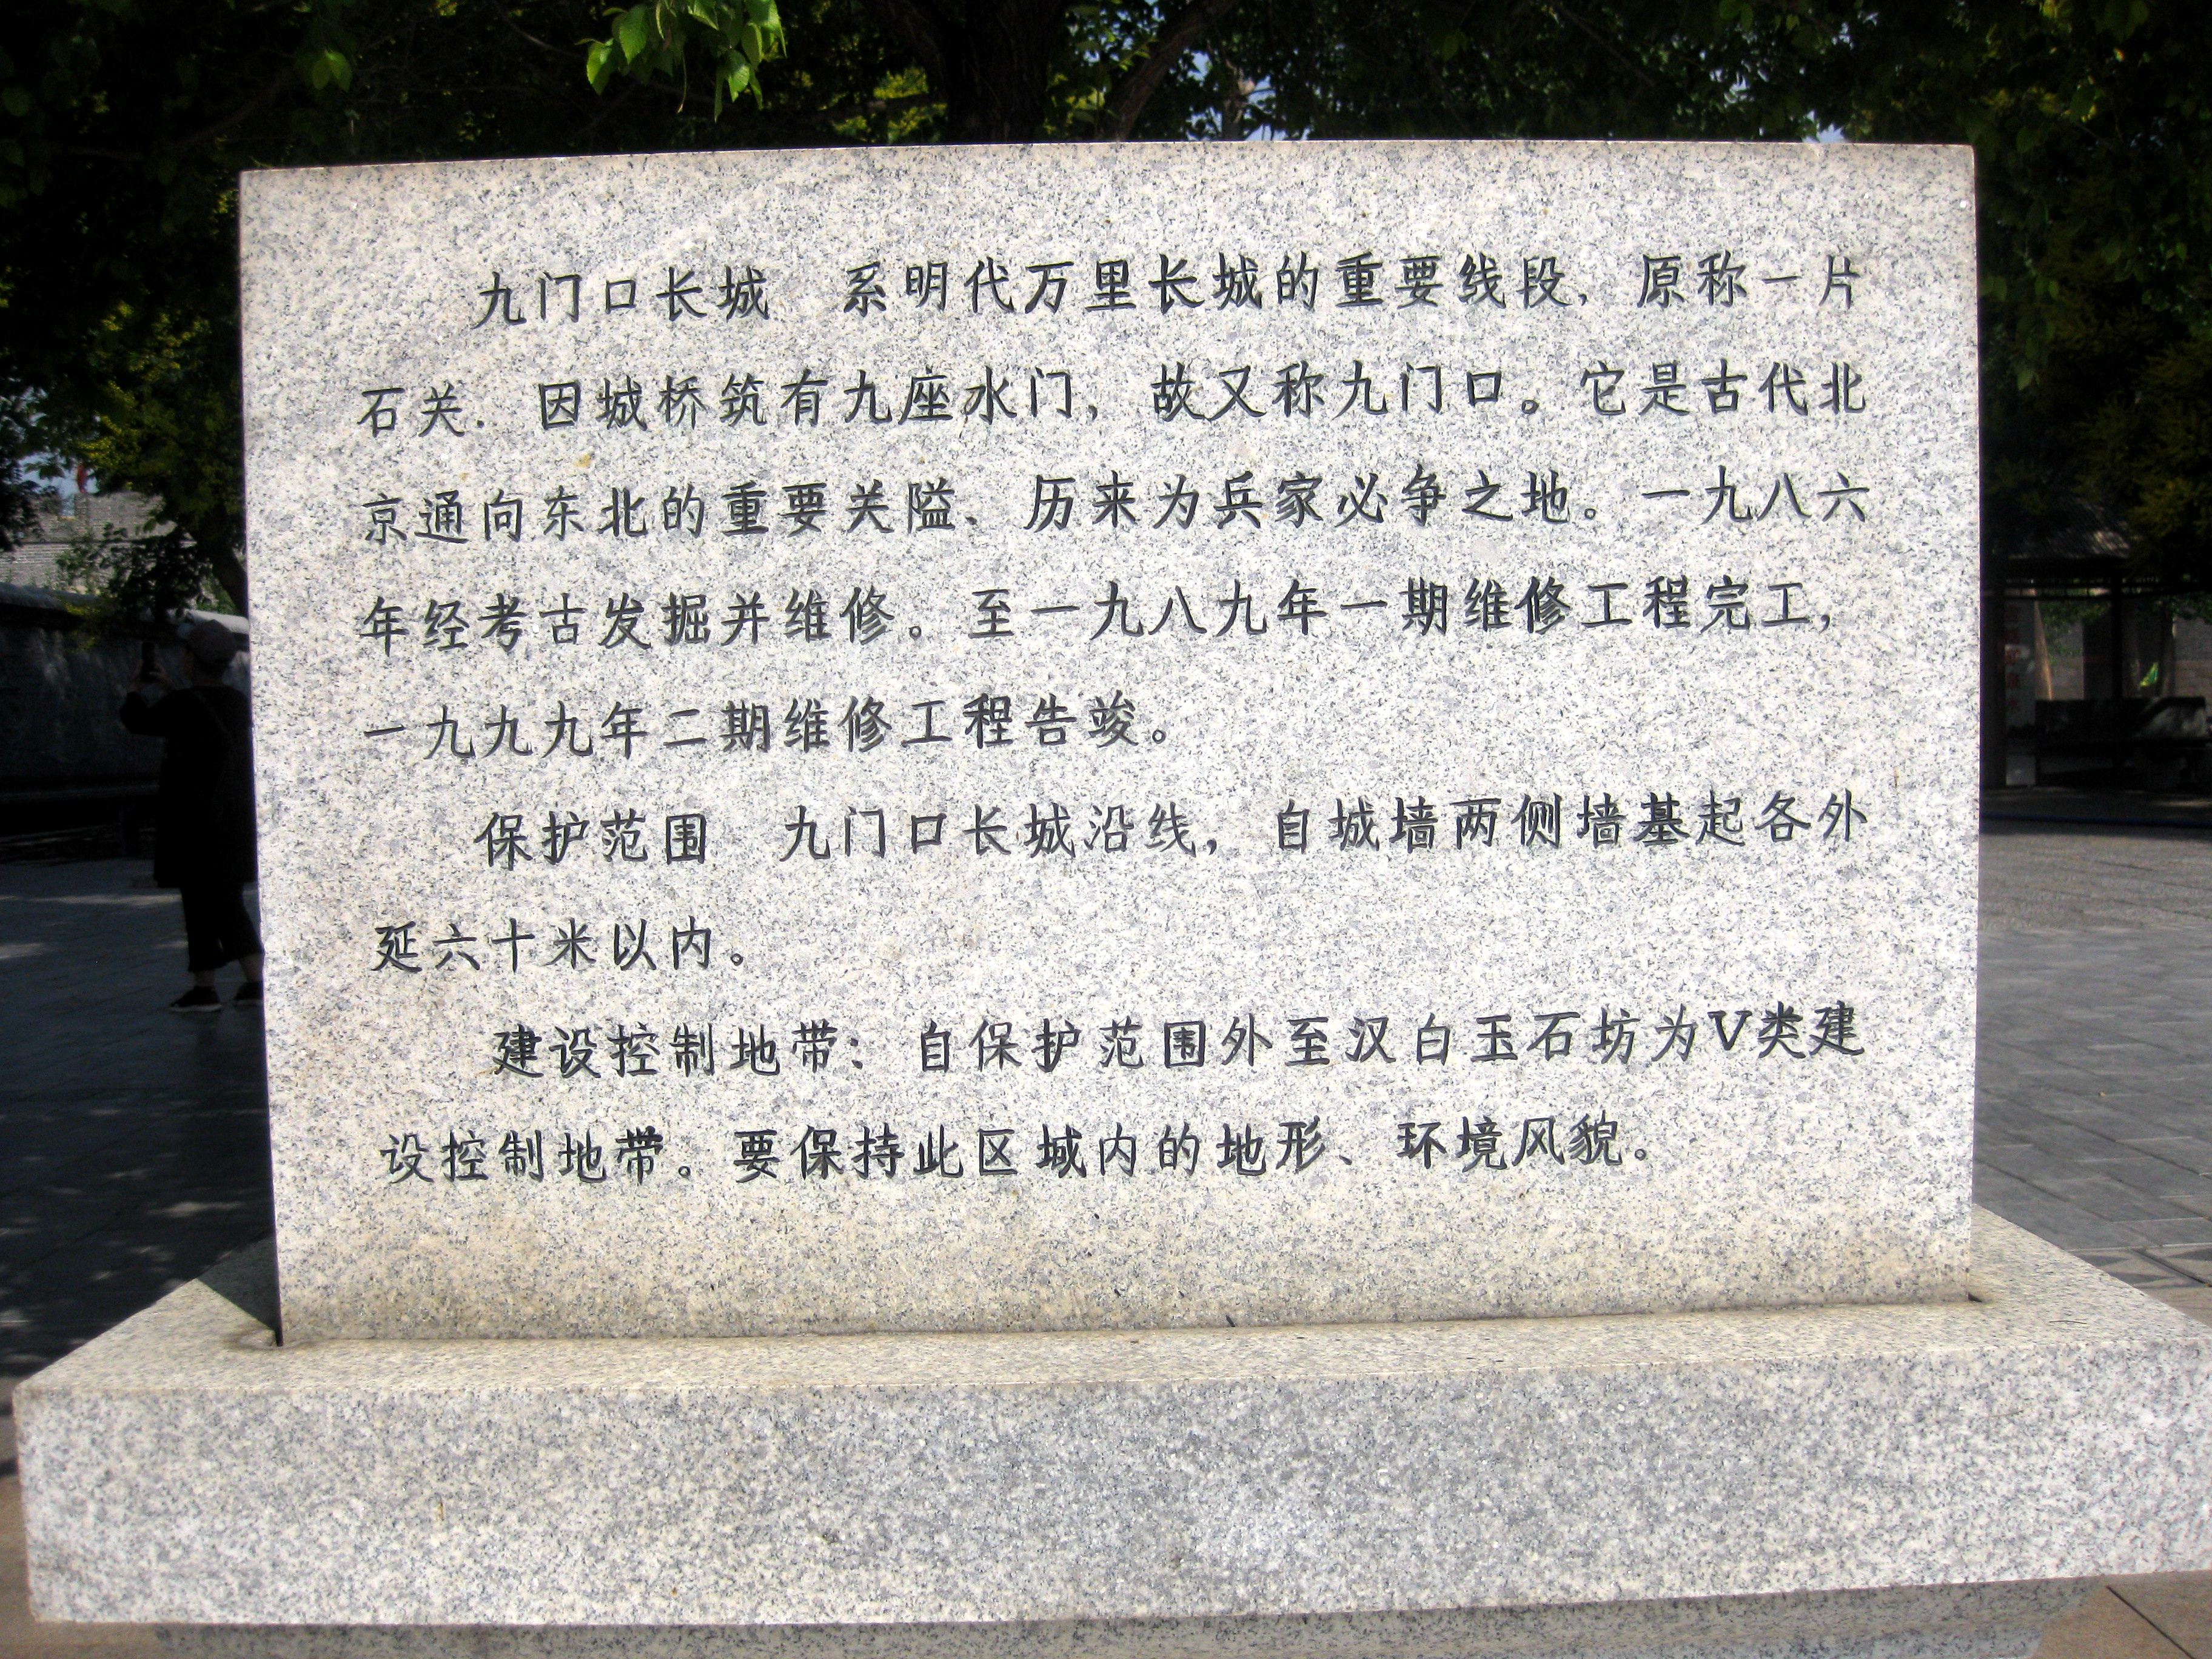 九门口长城 系明代万里长城的重要线段，原称一片
石关．因城桥筑有九座水门，故又称九门口。它是古代北
京通向东北的重要关隘、历来为兵家必争之地。一九八六
年经考古发掘并维修。至一九八九年一期维修工程完工，
一九九九年二期维修工程告竣。
保护范围 九门口长城沿线，自城墙两侧墙基起各外
延六十米以内。
建设控制地带：自保护范围外至汉白玉石坊为V类建
设控制地带。要保持此区域内的地形、环境风貌。